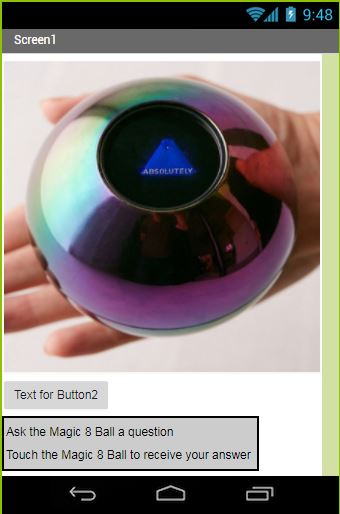 9:48
Screen1
ABSOLUTELY
Text for Button2
Ask the Magic 8 Ball a question
Touch the Magic 8 Ball to receive your answer